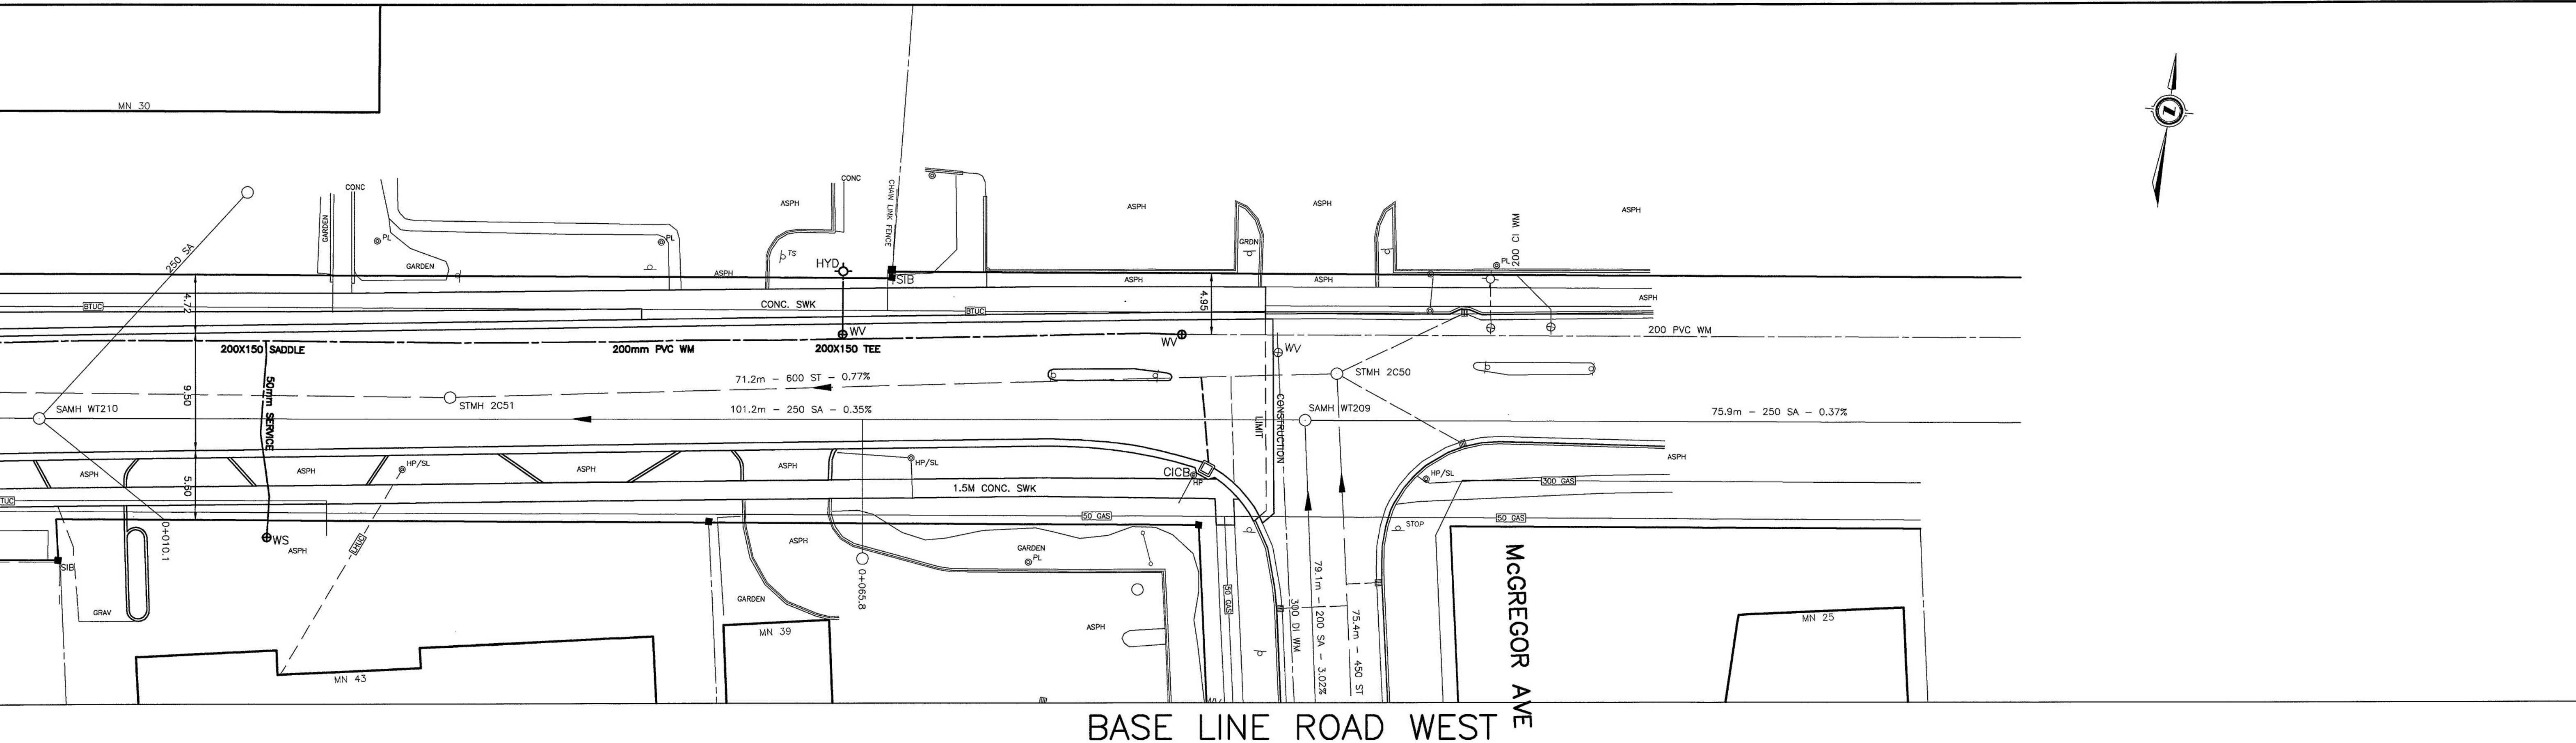 MN 30
250 SA
GARDEN
CONC
PL
GARDEN
PL
ASPH
ASPH
TS
CONC
HYD
CHAIN LINK FENCE
SIB
ASPH
ASPH
GRDN
ASPH
ASPH
PL
200 CI WM
ASPH
ASPH
BTUC
4.72
CONC. SWK
BTUC
4.95
WV
WV
WV
200 PVC WM
200X150 SADDLE
200mm PVC WM
200X150 TEE
50mm SERVICE
9.50
71.2m - 600 ST - 0.77%
STMH 2C50
STMH 2C51
SAMH WT210
101.2m - 250 SA - 0.35%
CONSTRUCTION
LIMIT
SAMH WT209
75.9m - 250 SA - 0.37%
ASPH
ASPH
HP/SL
ASPH
ASPH
HP/SL
CICB
HP
HP/SL
ASPH
5.60
TUC
1.5M CONC. SWK
300 GAS
50 GAS
50 GAS
STOP
0+010.1
WS
ASPH
LHUC
ASPH
GARDEN
PL
SIB
GRAV
0+065.8
GARDEN
50 GAS
300 DI WM
79.1m - 200 SA - 3.02%
75.4m - 450 ST
McGREGOR AVE
MN 43
MN 39
ASPH
MN 25
BASE LINE ROAD WEST